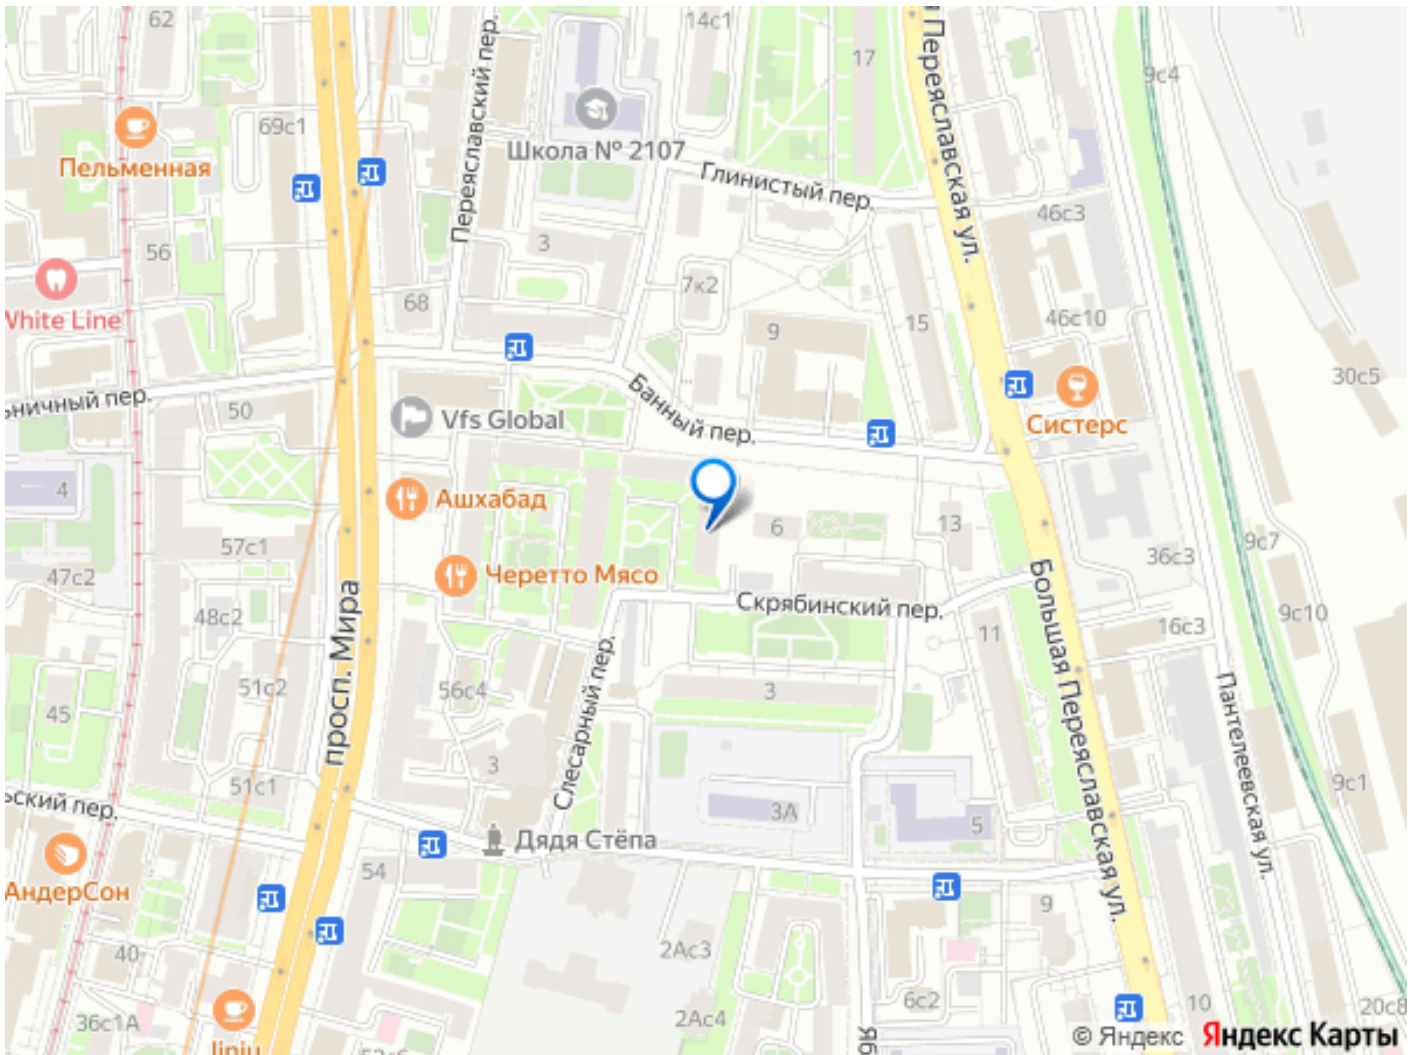 62
14с1
17
Переяславский пер.
Большая Переяславская ул.
9с4
69с1
Пельменная
Школа № 2107
Глинистый пер.
46с3
56
3
White Line
68
7к2
15
46с10
9
30с5
ничный пер.
50
Vfs Global
Банный пер.
Систерс
4
Ашхабад
6
13
57с1
36с3
9с7
47с2
Черетто Мясо
48с2
Скрябинский пер.
11
16с3
9с10
просп. Мира
51с2
56с4
3
45
Слесарный пер.
Пантелеевская ул.
3
51с1
9с1
ьский пер.
3А
5
Дядя Стёпа
АндерСон
54
9
40
2Ас3
6с2
10
20с8
36с1А
2Ас4
Яб
© Яндекс
Яндекс Карты